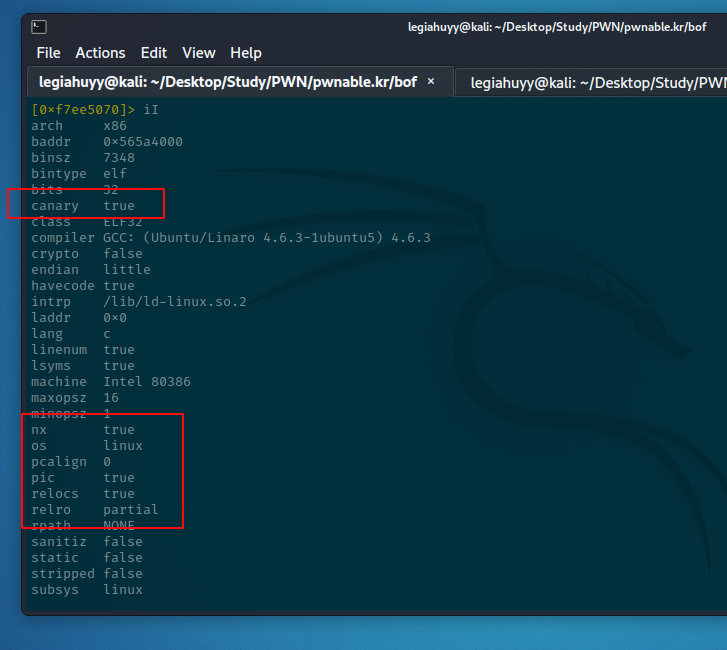 legiahuyy@kali: ~/Desktop/Study/PWN/pwnable.kr/bof
File Actions Edit View Help
legiahuyy@kali: ~/Desktop/Study/PWN/pwnable.kr/bof × legiahuyy@kali: ~/Desktop/Study/PWN
[0×f7ee5070]> iI
arch x86
baddr 0×565a4000
binsz 7348
bintype elf
bits 32
canary true
class ELF32
compiler GCC: (Ubuntu/Linaro 4.6.3-1ubuntu5) 4.6.3
crypto false
endian little
havecode true
intrp /lib/ld-linux.so.2
laddr 0×0
lang c
linenum true
lsyms true
machine Intel 80386
maxopsz 16
minopsz 1
nx true
os linux
pcalign 0
pic true
relocs true
relro partial
rpath NONE
sanitiz false
static false
stripped false
subsys linux